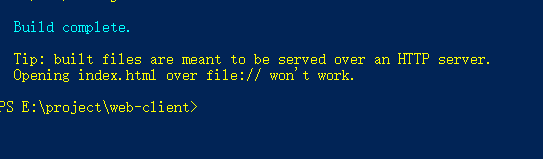 Build complete.
Tip: built files are meant to be served over an HTTP server.
Opening index.html over file:// won't work.
PS E:\project\web-client>